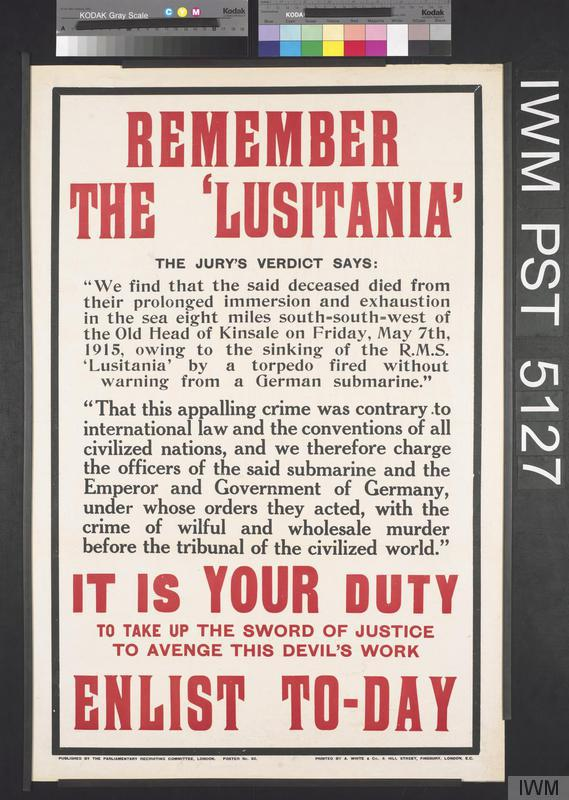 KODAK Gray Scale
C Y M
Kodak
KODA
Kodak
REMEMBER
THE ‘LUSITANIA’
THE JURY'S VERDICT SAYS:
“We find that the said deceased died from
their prolonged immersion and exhaustion
in the sea eight miles south-south-west of
the Old Head of Kinsale on Friday, May 7th,
1915, owing to the sinking of the R.M.S.
‘Lusitania’ by a torpedo fired without
warning from a German submarine.”
“That this appalling crime was contrary to
international law and the conventions of all
civilized nations, and we therefore charge
the officers of the said submarine and the
Emperor and Government of Germany,
under whose orders they acted, with the
crime of wilful and wholesale murder
before the tribunal of the civilized world.”
IT IS YOUR DUTY
TO TAKE UP THE SWORD OF JUSTICE
TO AVENGE THIS DEVIL'S WORK
ENLIST TO-DAY
PUBLISHED BY THE PARLIAMENTARY RECRUITING COMMITTEE, LONDON. POSTER No.
PRINTED BY A. WHITE & Co., HILL STREET, FINSBURY, LONDON, E.C.
IWM PST 5127
IWM